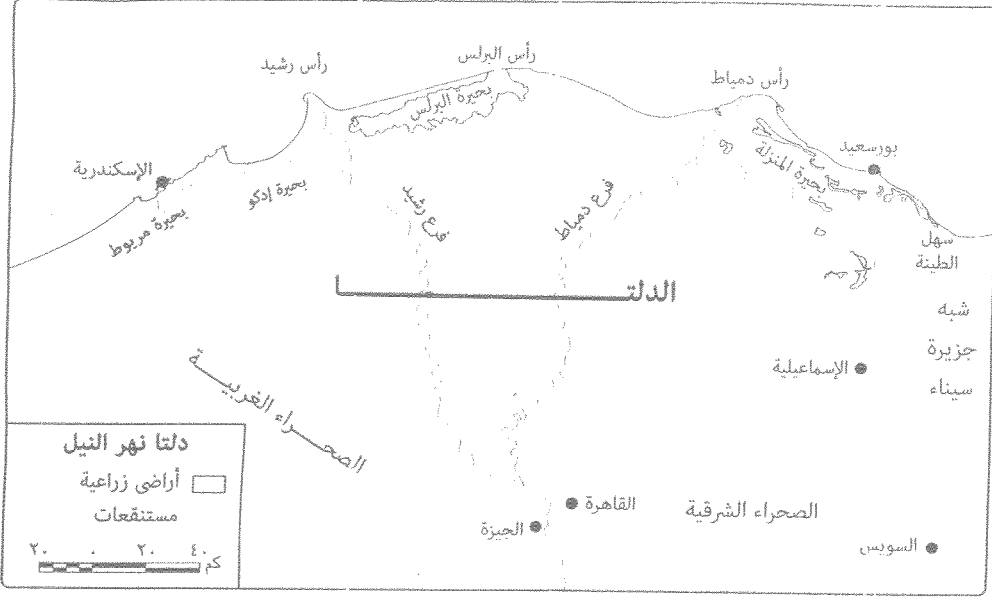 رأس البرلس
رأس رشيد
رأس دمياط
بحيرة البرلس
بورسعيد
بحيرة المنزلة
الإسكندرية
بحيرة إدكو
بحيرة مريوط
فرع رشيد
فرع دمياط
سهل
الطينة
الدلتا
شبه
جزيرة
سيناء
الإسماعيلية
الصحراء الغربية
دلتا نهر النيل
أراضى زراعية
مستنقعات
٢٠ ٠ ٢٠ ٤٠ كم
القاهرة
الجيزة
الصحراء الشرقية
السويس